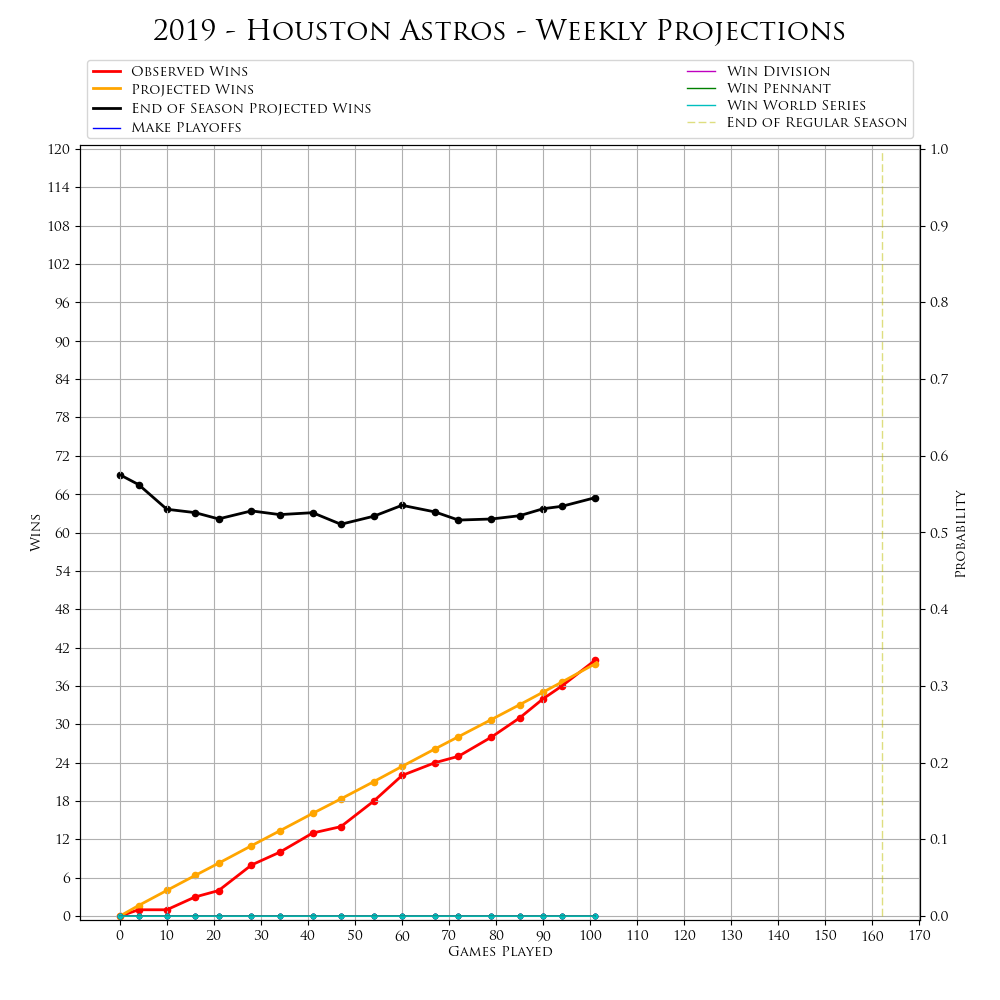 2019 - Houston Astros - Weekly Projections
Observed Wins
Projected Wins
End of Season Projected Wins
Make Playoffs
Win Division
Win Pennant
Win World Series
End of Regular Season
120
114
108
102
96
90
84
78
72
66
60
54
48
42
36
30
24
18
12
6
0
Wins
1.0
0.9
0.8
0.7
0.6
0.5
0.4
0.3
0.2
0.1
0.0
Probability
0 10 20 30 40 50 60 70 80 90 100 110 120 130 140 150 160 170
Games Played